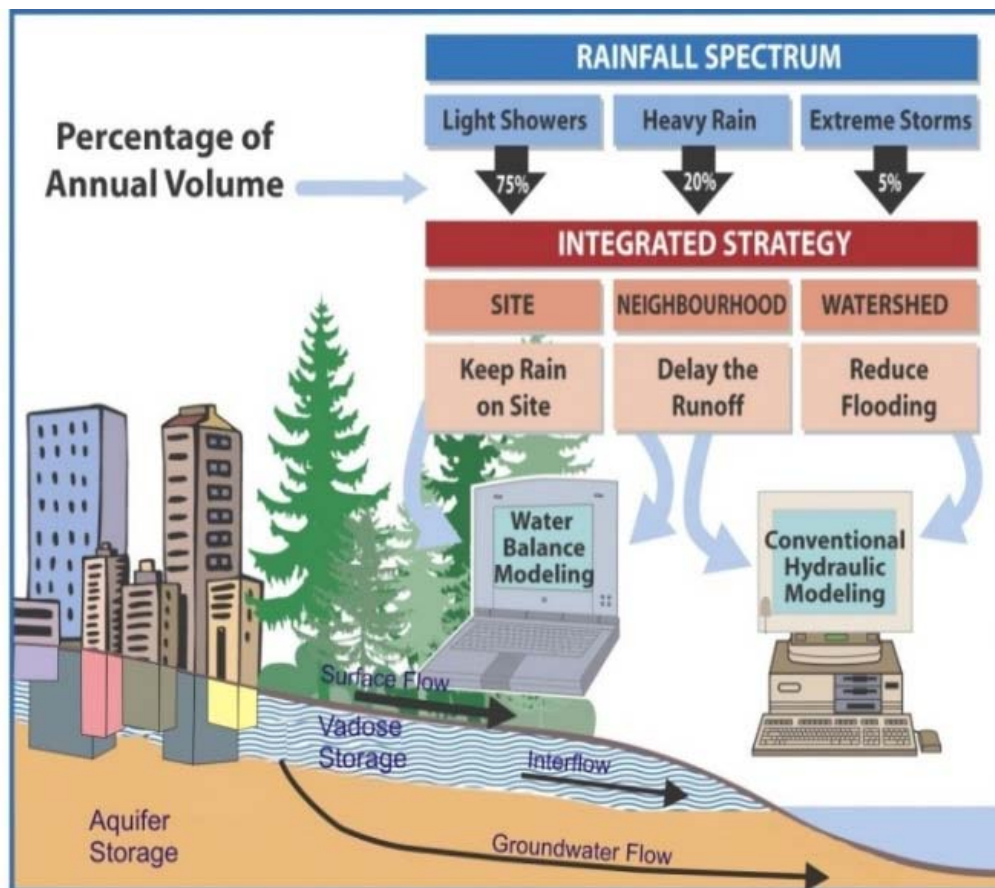 RAINFALL SPECTRUM
Light Showers
Heavy Rain
Extreme Storms
Percentage of
Annual Volume
75%
20%
5%
INTEGRATED STRATEGY
SITE
NEIGHBOURHOOD
WATERSHED
Keep Rain
on Site
Delay the
Runoff
Reduce
Flooding
Water
Balance
Modeling
Conventional
Hydraulic
Modeling
Surface Flow
Vadose
Storage
Interflow
Aquifer
Storage
Groundwater Flow